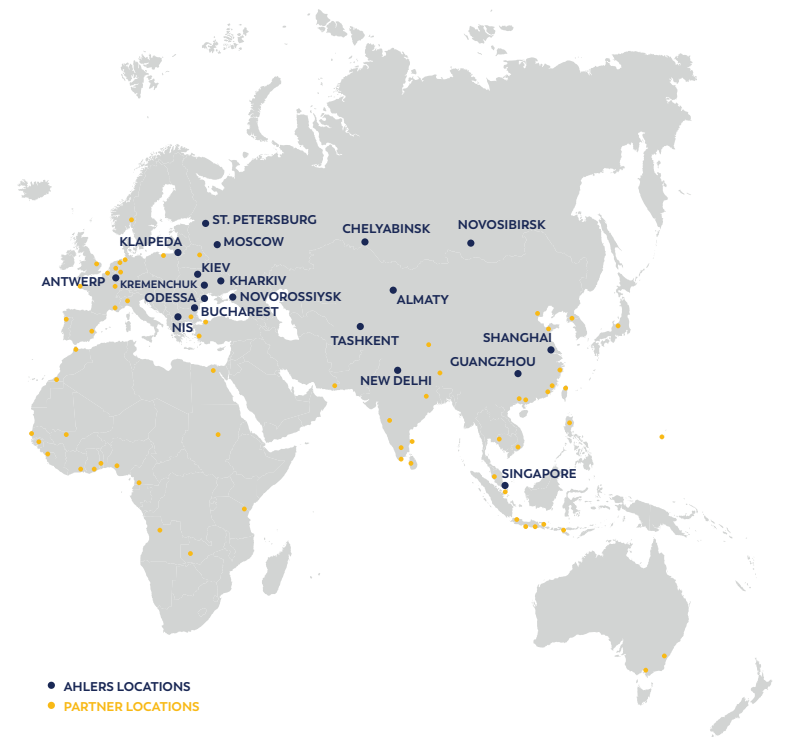 ST. PETERSBURG
CHELYABINSK
NOVOSIBIRSK
KLAIPEDA
MOSCOW
KIEV
ANTWERP
KREMENCHUK
KHARKIV
ODESSA
NOVOROSSIYSK
ALMATY
BUCHAREST
NIS
TASHKENT
SHANGHAI
GUANGZHOU
NEW DELHI
SINGAPORE
AHLERS LOCATIONS
PARTNER LOCATIONS